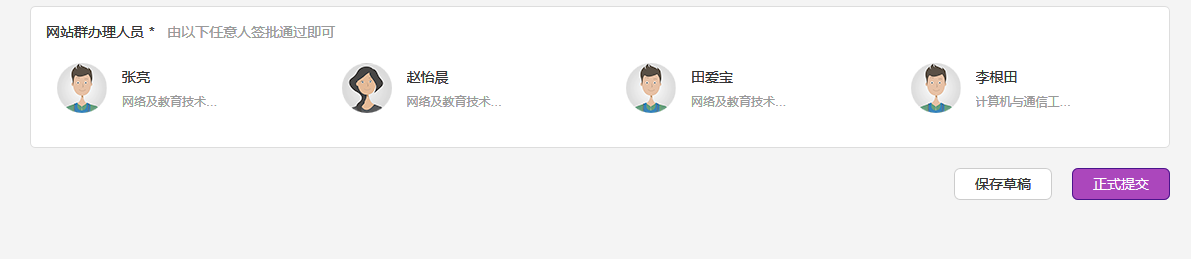 网站群办理人员 * 由以下任意人签批通过即可
张亮
网络及教育技术...
赵怡晨
网络及教育技术...
田爱宝
网络及教育技术...
李根田
计算机与通信工...
保存草稿
正式提交